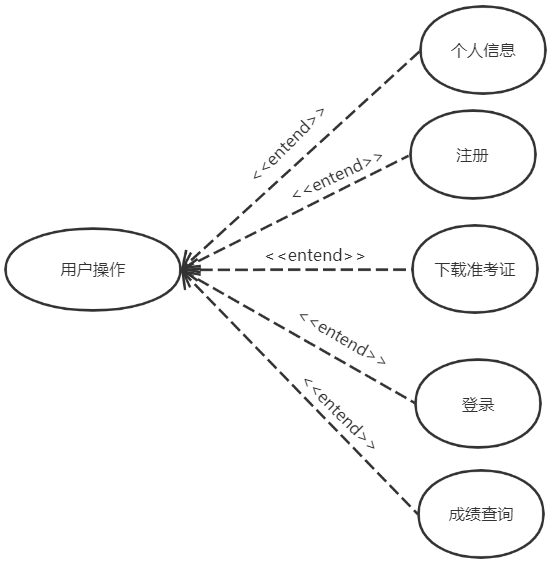 个人信息
<<entend>>
注册
<<entend>>
用户操作
<<entend>>
下载准考证
<<entend>>
登录
<<entend>>
成绩查询